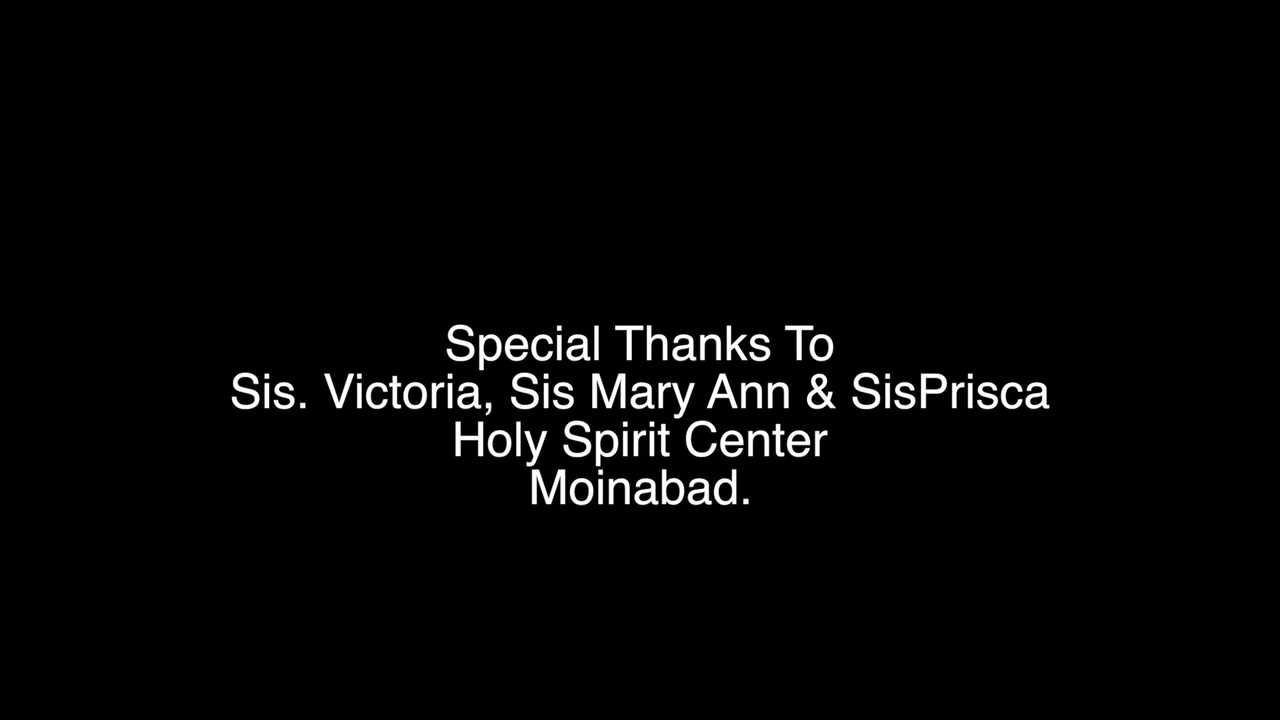 Special Thanks To
Sis. Victoria, Sis Mary Ann & SisPrisca
Holy Spirit Center
Moinabad.